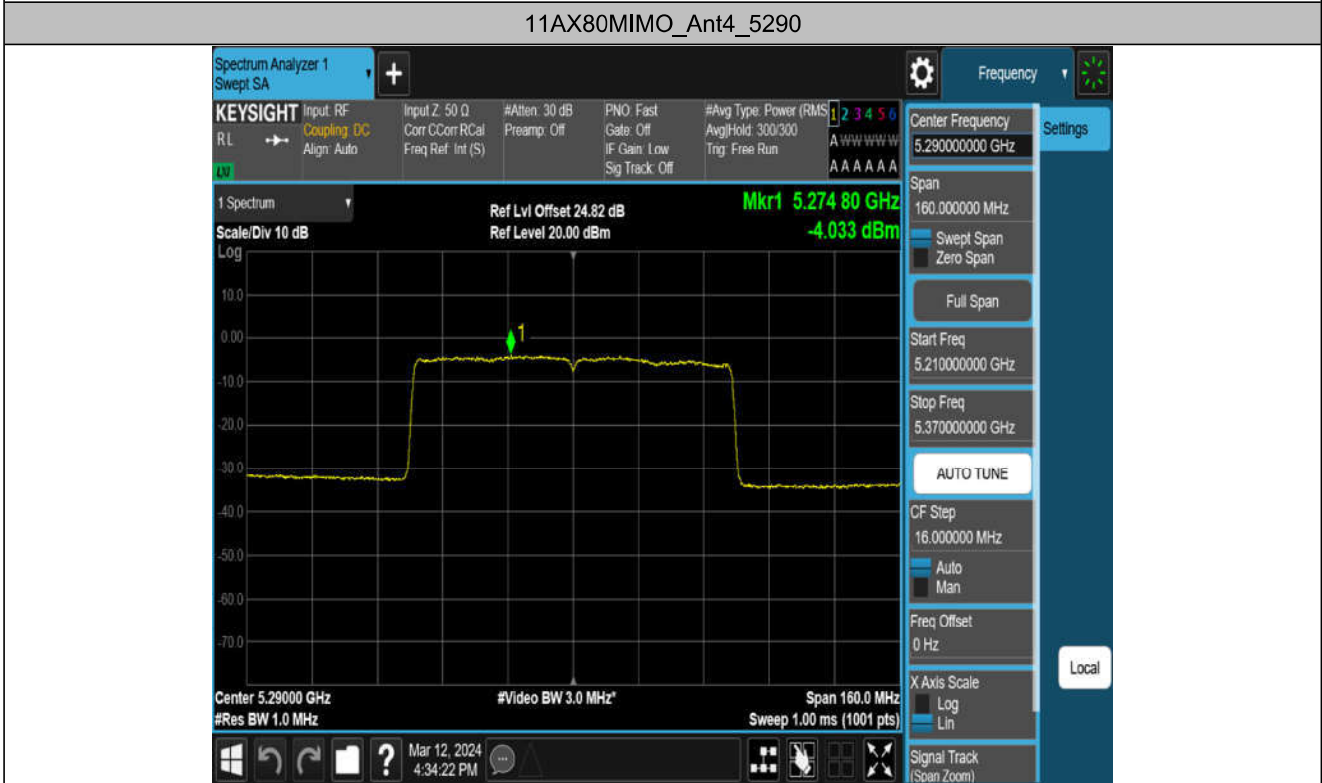 11AX80MIMO_Ant4_5290
Spectrum Analyzer 1
Swept SA
+
Frequency
KEYSIGHT
RL
LXI
Input: RF
Coupling: DC
Align: Auto
Input Z: 50 Ω
Corr CCorr RCal
Freq Ref: Int (S)
#Atten: 30 dB
Preamp: Off
PNO: Fast
Gate: Off
IF Gain: Low
Sig Track: Off
#Avg Type: Power (RMS
Avg|Hold: 300/300
Trig: Free Run
1 2 3 4 5 6
A W W W W W
A A A A A A
Center Frequency
5.290000000 GHz
Settings
1 Spectrum
Scale/Div 10 dB
Log
Ref Lvl Offset 24.82 dB
Ref Level 20.00 dBm
Mkr1 5.274 80 GHz
-4.033 dBm
10.0
0.00
-10.0
-20.0
-30.0
-40.0
-50.0
-60.0
-70.0
1
Span
160.000000 MHz
Swept Span
Zero Span
Full Span
Start Freq
5.210000000 GHz
Stop Freq
5.370000000 GHz
AUTO TUNE
CF Step
16.000000 MHz
Auto
Man
Freq Offset
0 Hz
X Axis Scale
Log
Lin
Signal Track
(Span Zoom)
Local
Center 5.29000 GHz
#Res BW 1.0 MHz
#Video BW 3.0 MHz*
Span 160.0 MHz
Sweep 1.00 ms (1001 pts)
?
Mar 12, 2024
4:34:22 PM